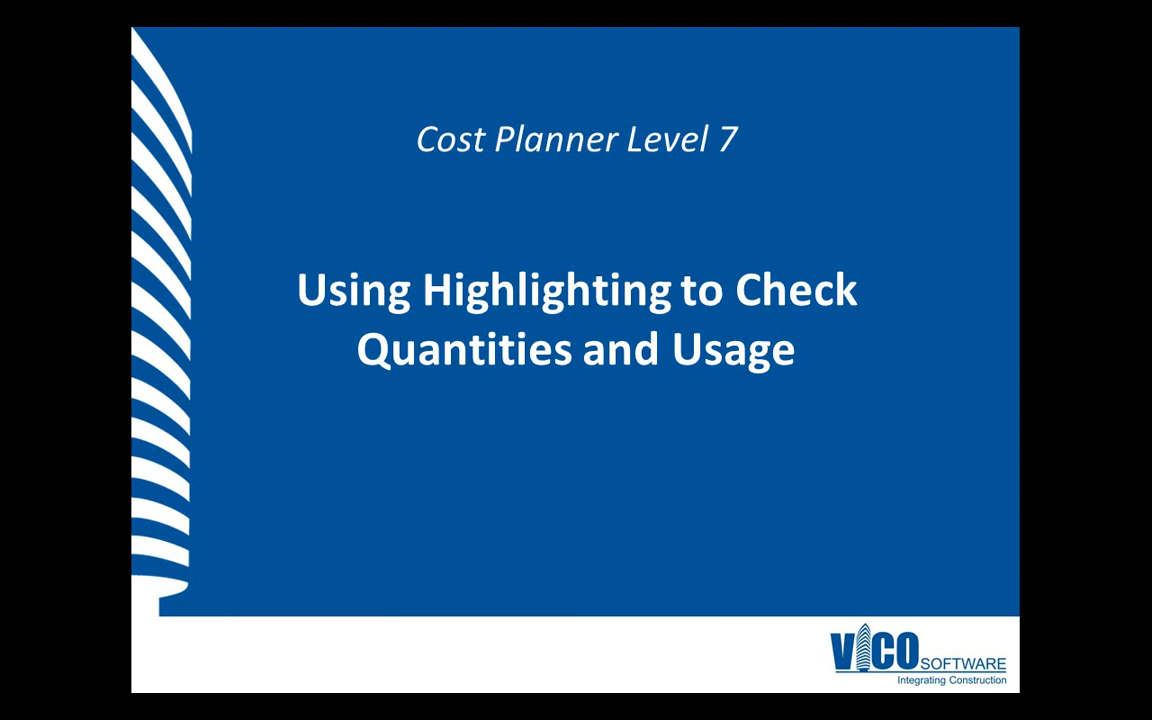 Cost Planner Level 7
Using Highlighting to Check
Quantities and Usage
VICO SOFTWARE
Integrating Construction